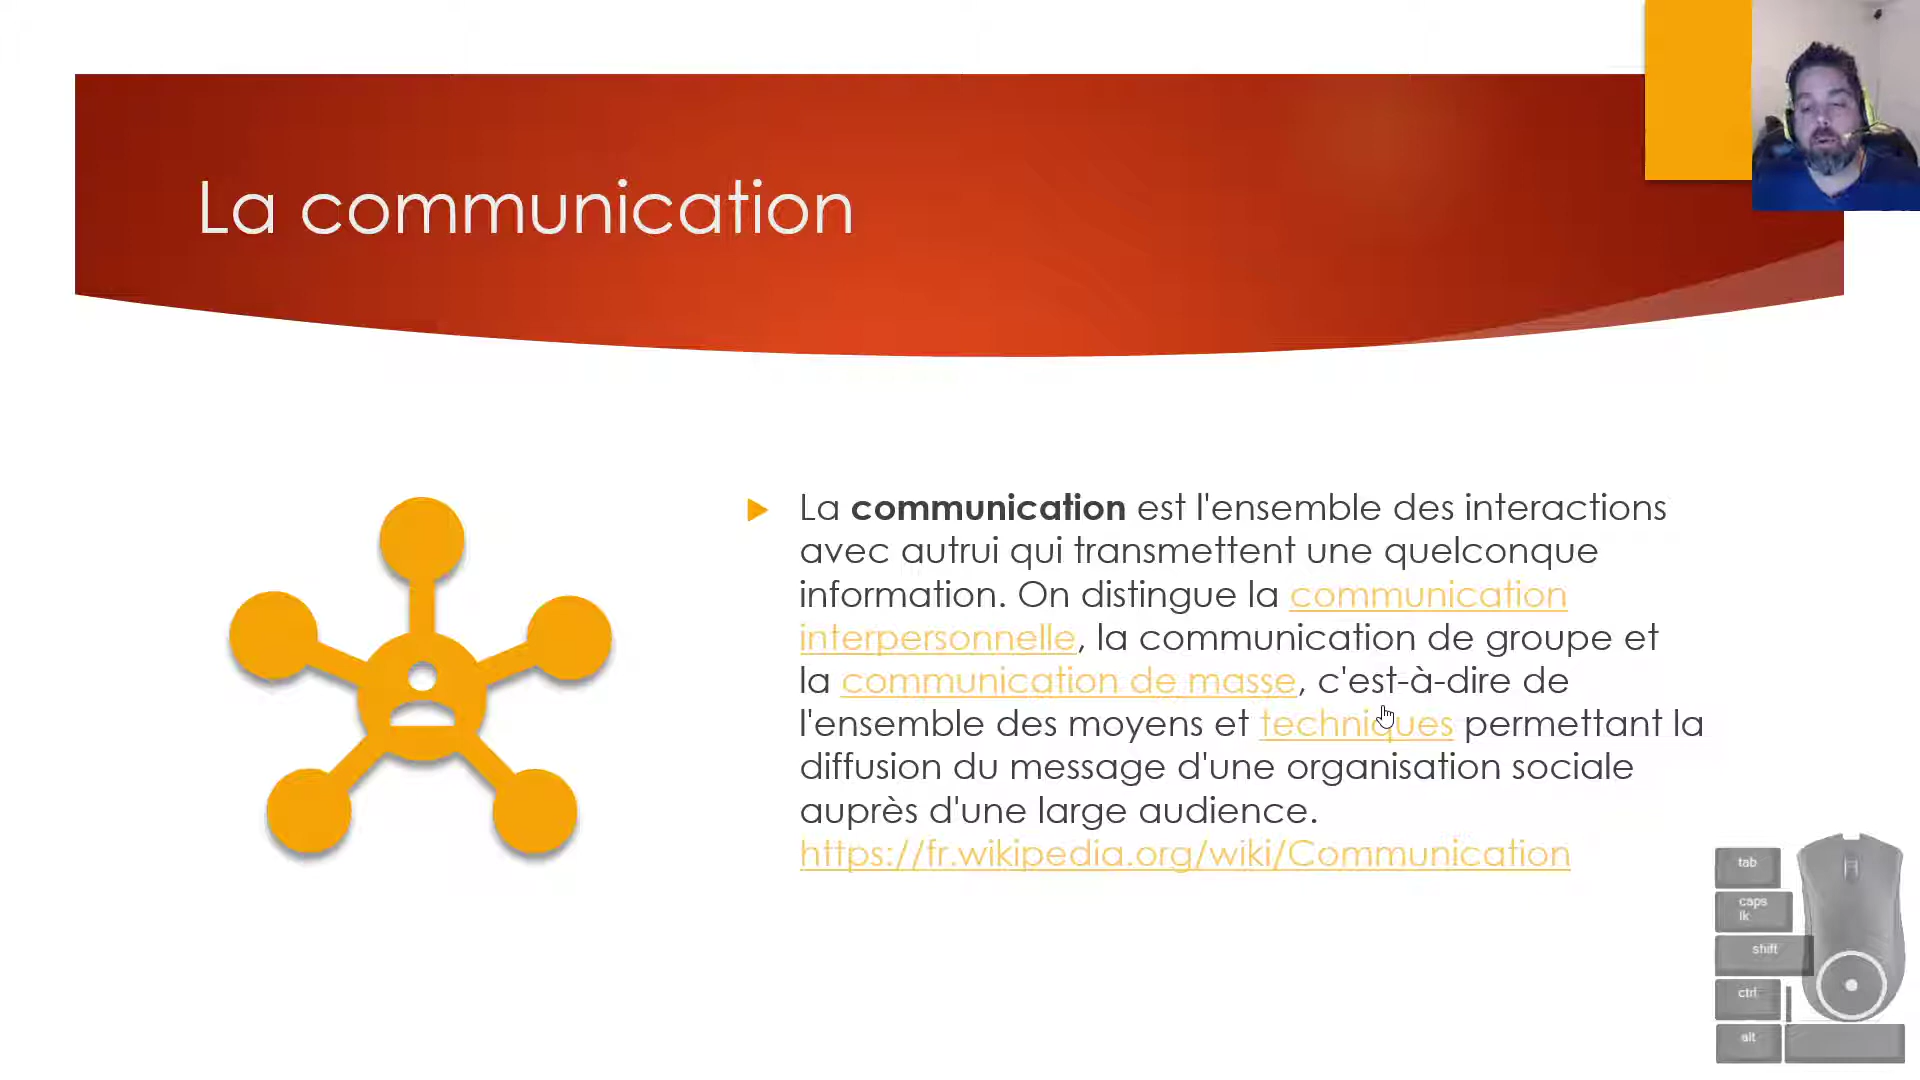 La communication
La communication est l'ensemble des interactions
avec autrui qui transmettent une quelconque
information. On distingue la communication
interpersonnelle, la communication de groupe et
la communication de masse, c'est-à-dire de
l'ensemble des moyens et techniques permettant la
diffusion du message d'une organisation sociale
auprès d'une large audience.
https://fr.wikipedia.org/wiki/Communication
tab
caps
lk
shift
ctrl
alt